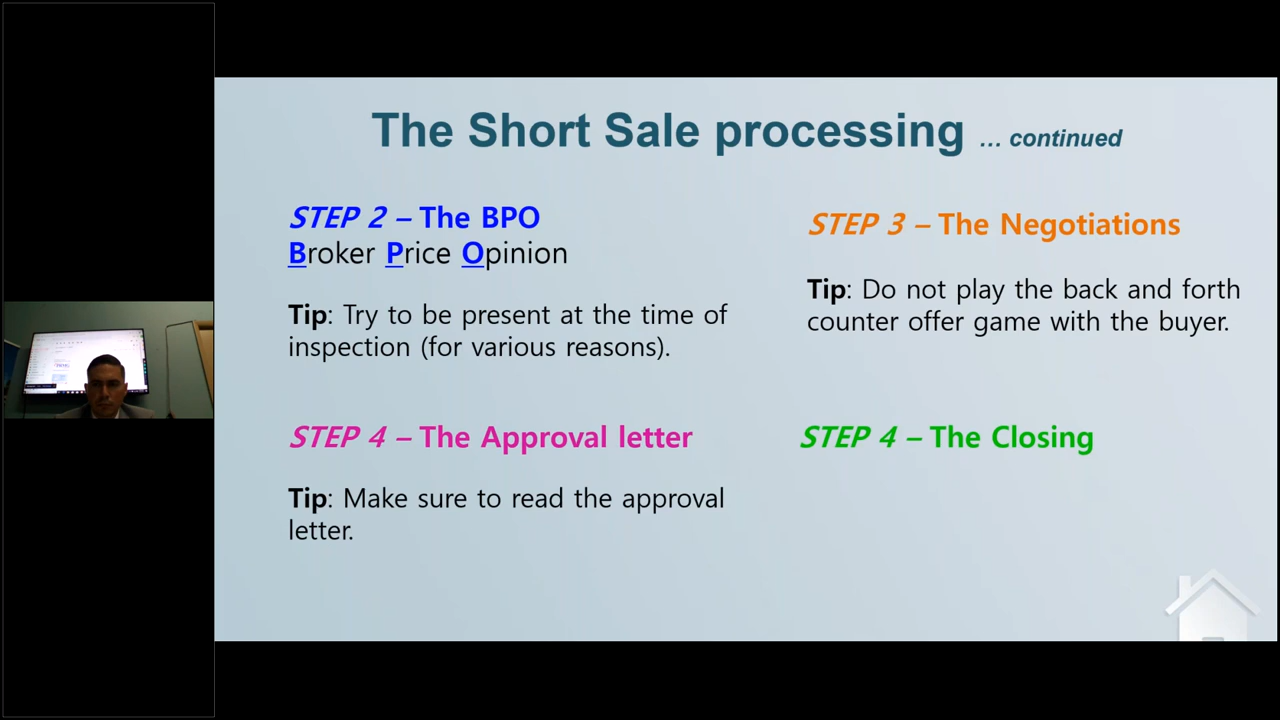 The Short Sale processing ... continued
STEP 2 – The BPO
Broker Price Opinion
Tip: Try to be present at the time of
inspection (for various reasons).
STEP 3 – The Negotiations
Tip: Do not play the back and forth
counter offer game with the buyer.
STEP 4 – The Approval letter
Tip: Make sure to read the approval
letter.
STEP 4 – The Closing